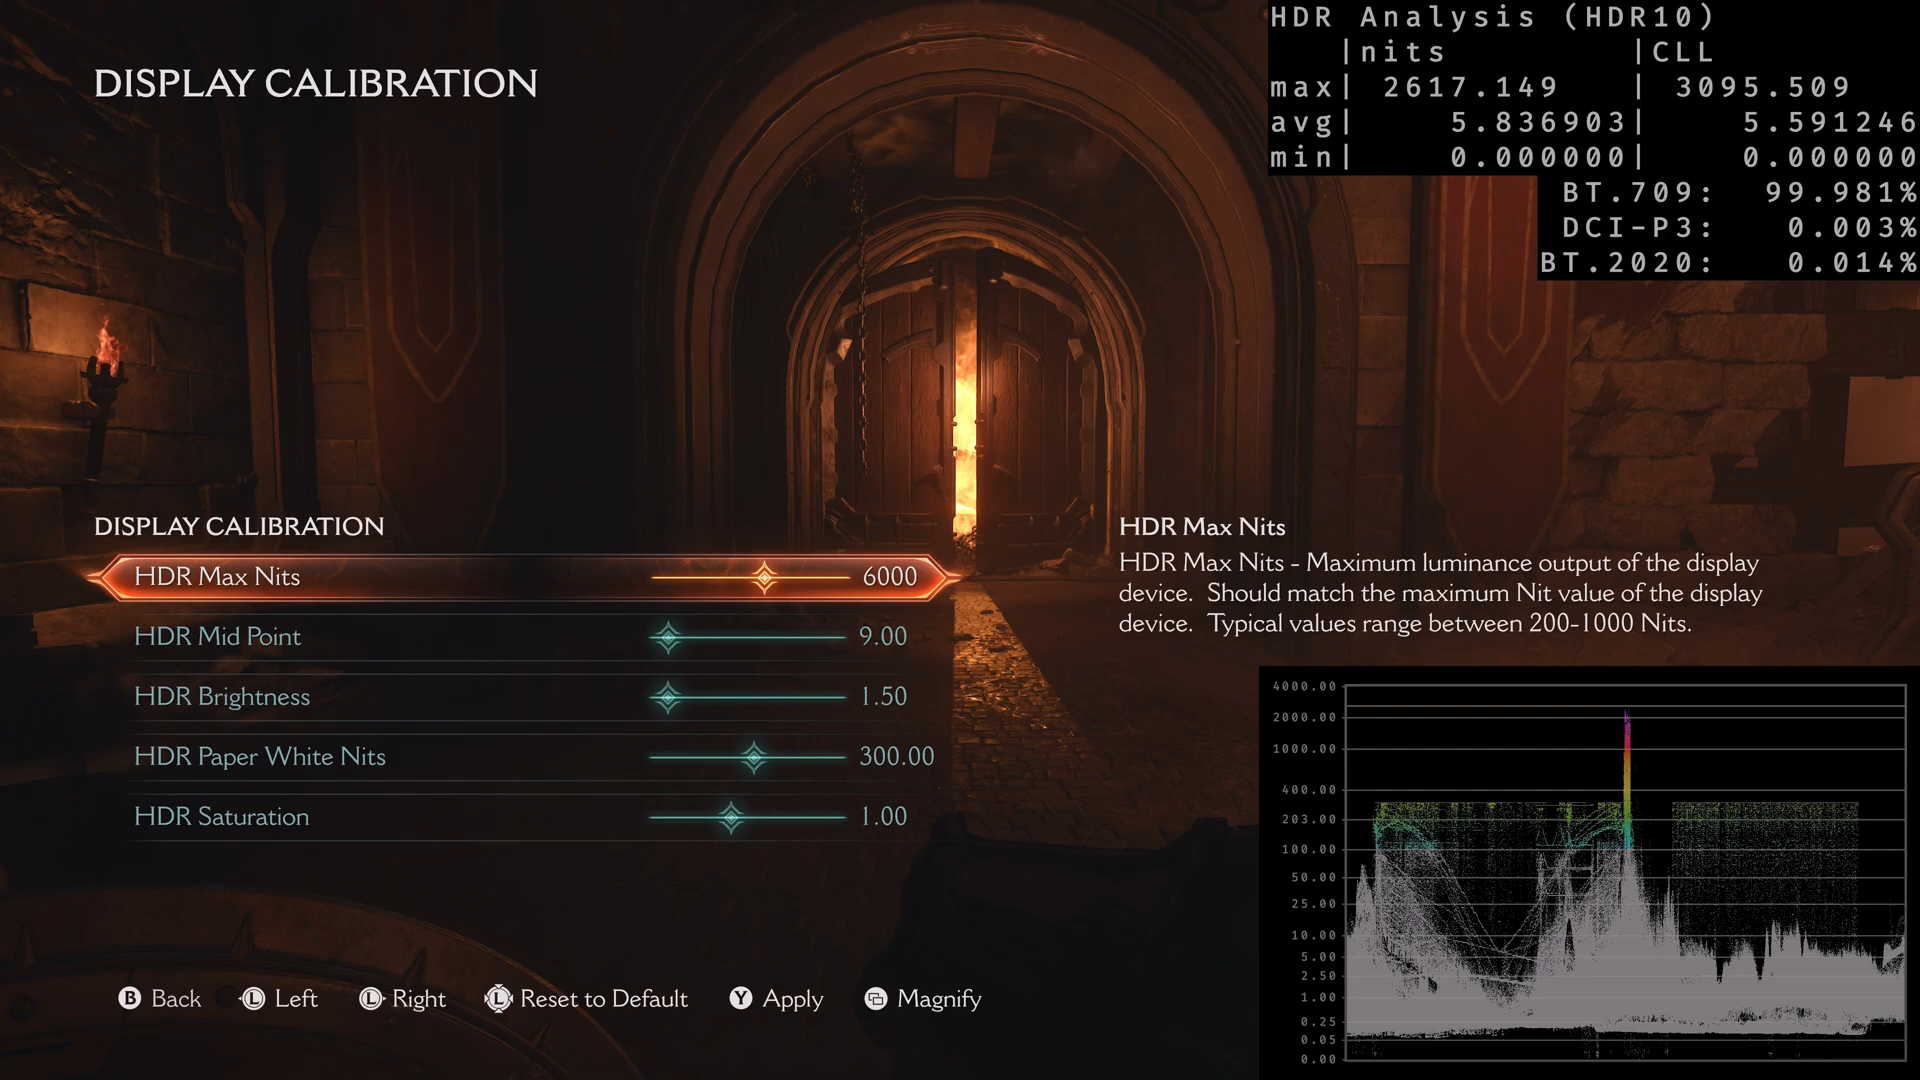 DISPLAY CALIBRATION
HDR Analysis (HDR10)
|nits |CLL
max| 2617.149 | 3095.509
avg| 5.836903| 5.591246
min| 0.000000| 0.000000
BT.709: 99.981%
DCI-P3: 0.003%
BT.2020: 0.014%
DISPLAY CALIBRATION
HDR Max Nits 6000
HDR Mid Point 9.00
HDR Brightness 1.50
HDR Paper White Nits 300.00
HDR Saturation 1.00
HDR Max Nits
HDR Max Nits - Maximum luminance output of the display
device. Should match the maximum Nit value of the display
device. Typical values range between 200-1000 Nits.
4000.00
2000.00
1000.00
400.00
203.00
100.00
50.00
25.00
10.00
5.00
2.50
1.00
0.25
0.05
0.00
B Back L Left L Right L Reset to Default Y Apply Magnify